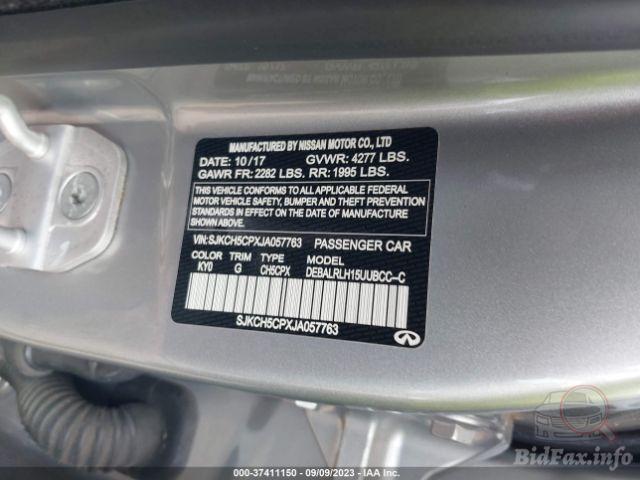 MANUFACTURED BY NISSAN MOTOR CO., LTD
DATE: 10/17 GVWR: 4277 LBS.
GAWR FR: 2282 LBS. RR: 1995 LBS.
THIS VEHICLE CONFORMS TO ALL APPLICABLE FEDERAL
MOTOR VEHICLE SAFETY, BUMPER AND THEFT PREVENTION
STANDARDS IN EFFECT ON THE DATE OF MANUFACTURE
SHOWN ABOVE.
VIN:SJKCH5CPXJA057763 PASSENGER CAR
COLOR TRIM TYPE MODEL
KY0 G CH5CPX DEBALRLH15UUBCC--C
SJKCH5CPXJA057763
BidFax.info
000-37411150 - 09/09/2023 - IAA Inc.